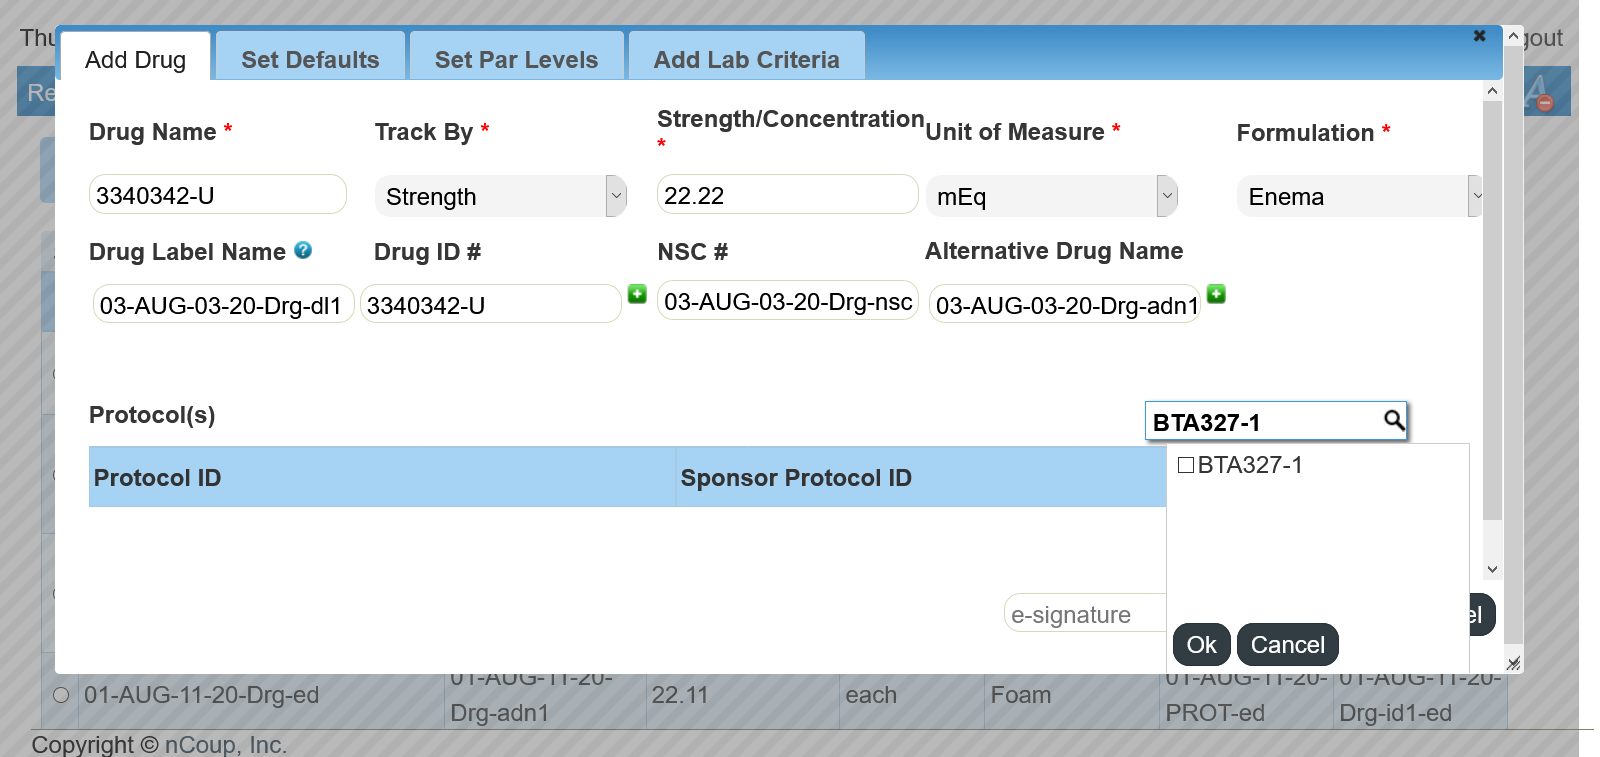 Thu
gout
Add Drug
Set Defaults
Set Par Levels
Add Lab Criteria
Re
Drug Name *
Track By *
Strength/Concentration
*
Unit of Measure *
Formulation *
3340342-U
Strength
22.22
mEq
Enema
Drug Label Name
Drug ID #
NSC #
Alternative Drug Name
03-AUG-03-20-Drg-dl1
3340342-U
03-AUG-03-20-Drg-nsc
03-AUG-03-20-Drg-adn1
Protocol(s)
BTA327-1
BTA327-1
Protocol ID
Sponsor Protocol ID
e-signature
el
Ok
Cancel
01-AUG-11-20-Drg-ed
01-AUG-11-20-
Drg-adn1
22.11
each
Foam
01-AUG-11-20-
PROT-ed
01-AUG-11-20-
Drg-id1-ed
Copyright © nCoup, Inc.